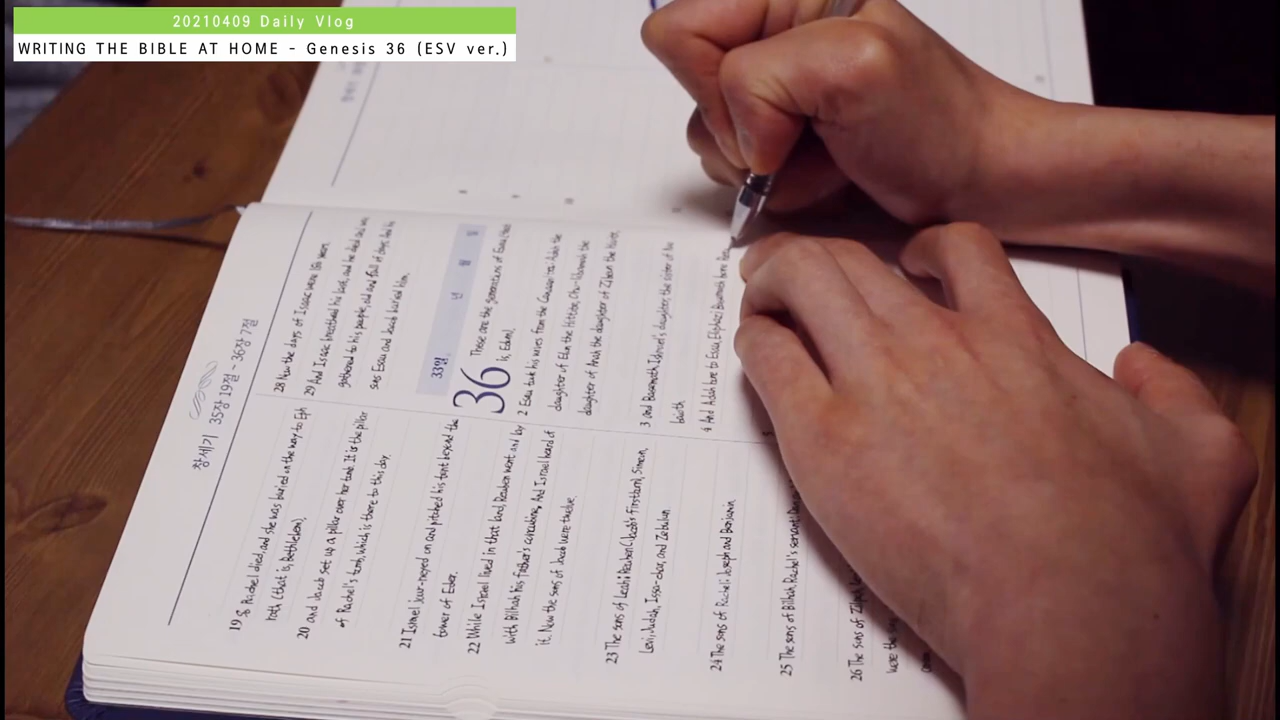 20210409 Daily Vlog
WRITING THE BIBLE AT HOME - Genesis 36 (ESV ver.)
창세기 35장 19절 ~ 36장 7절
19 So Rachel died, and she was buried on the way to Eph
rath (that is, Bethlehem),
20 and Jacob set up a pillar over her tomb. It is the pillar
of Rachel's tomb, which is there to this day.
21 Israel jour-neyed on and pitched his tent beyond the
tower of Eder.
22 While Israel lived in that land, Reuben went and lay
with Bilhah his father's concubine. And Israel heard of
it. Now the sons of Jacob were twelve.
23 The sons of Leah: Reuben (Jacob's firstborn), Simeon,
Levi, Judah, Issa-char, and Zebulun.
24 The sons of Rachel: Joseph and Benjamin.
25 The sons of Bilhah, Rachel's servant:
26 The sons of
were the
28 Now the days of Isaac were 180 years.
29 And Isaac breathed his last, and he died and was
gathered to his people, old and full of days. And his
sons Esau and Jacob buried him.
33일, 년 월 일
36 These are the generations of Esau (that
is, Edom).
2 Esau took his wives from the Canaanites: Adah the
daughter of Elon the Hittite, Oho-libamah the
daughter of Anah the daughter of Zibeon the Hivite,
3 and Basemath, Ishmael's daughter, the sister of
4 And Adah bore to Esau, Eliphaz; Basemath bore
5